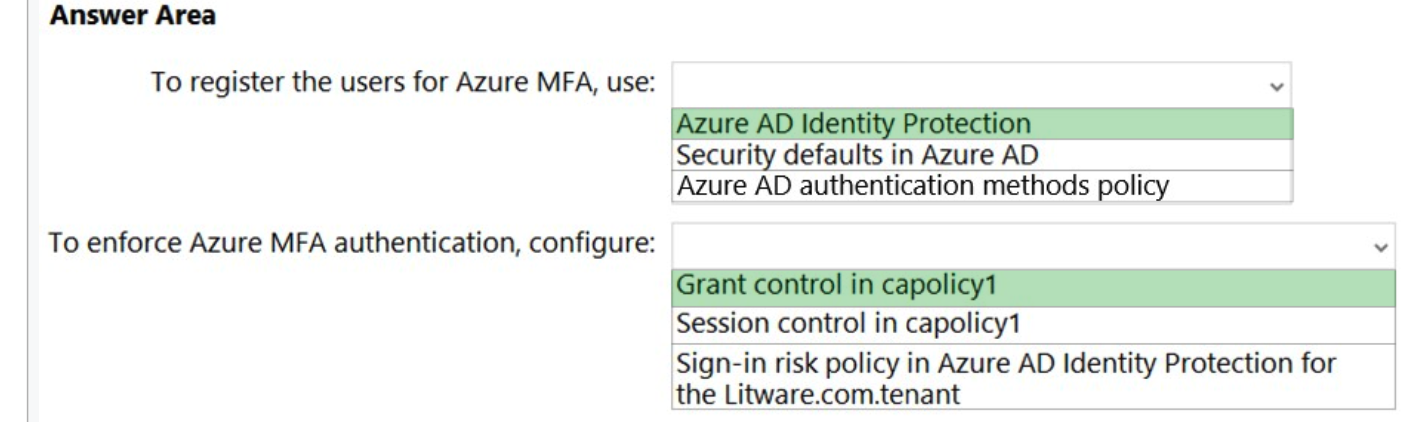 Answer Area
To register the users for Azure MFA, use:
Azure AD Identity Protection
Security defaults in Azure AD
Azure AD authentication methods policy
To enforce Azure MFA authentication, configure:
Grant control in capolicy1
Session control in capolicy1
Sign-in risk policy in Azure AD Identity Protection for
the Litware.com.tenant